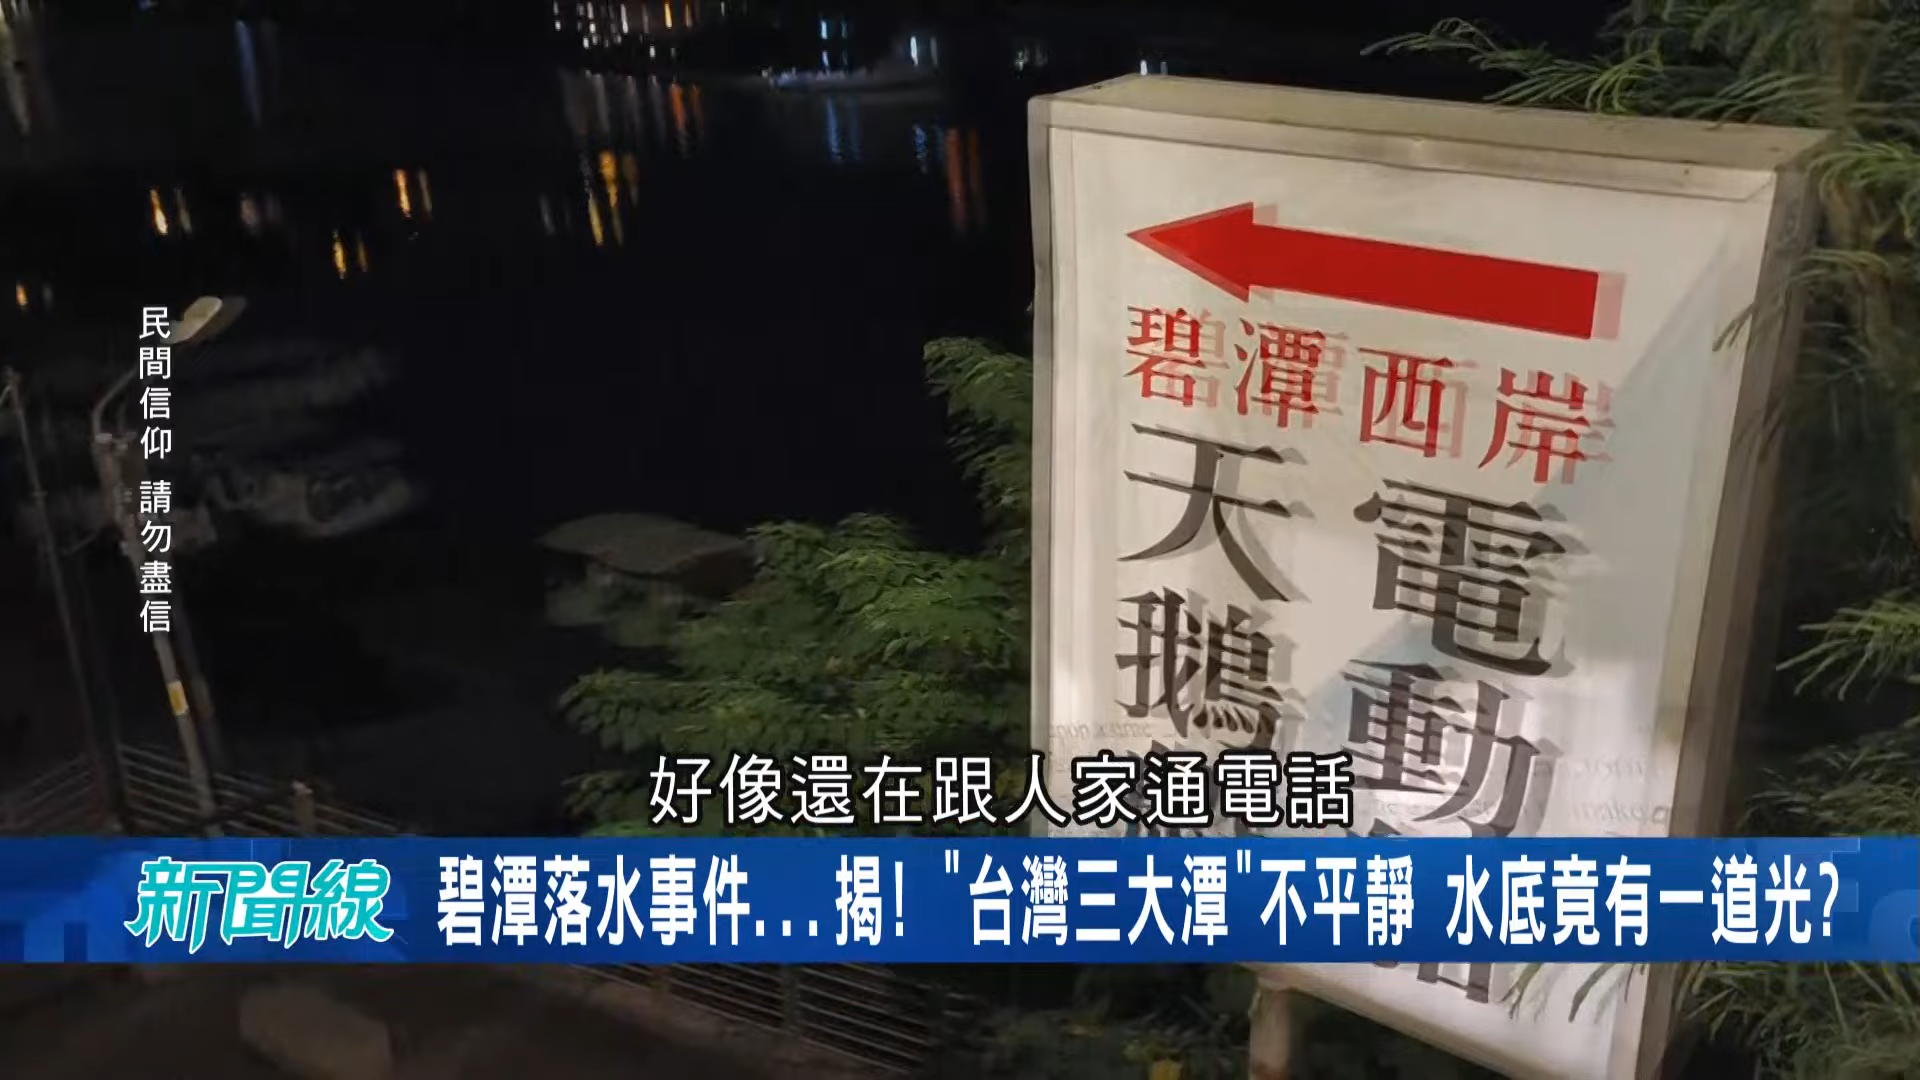 碧潭西岸
電動
天鵝
民間信仰 請勿盡信
好像還在跟人家通電話
新聞線
碧潭落水事件...揭! "台灣三大潭"不平靜 水底竟有一道光?